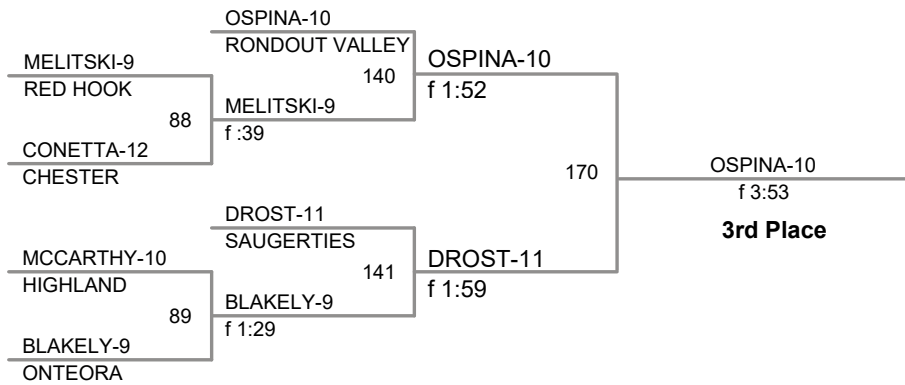 OSPINA-10
RONDOUT VALLEY
MELITSKI-9
RED HOOK
140
OSPINA-10
f 1:52
88
MELITSKI-9
f :39
CONETTA-12
CHESTER
170
OSPINA-10
f 3:53
3rd Place
DROST-11
SAUGERTIES
MCCARTHY-10
HIGHLAND
141
DROST-11
f 1:59
89
BLAKELY-9
f 1:29
BLAKELY-9
ONTEORA